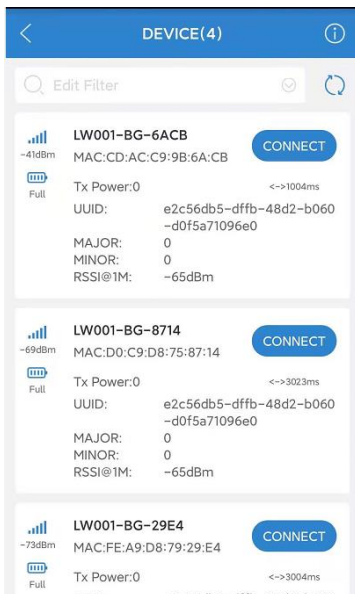 DEVICE(4)
Edit Filter
LW001-BG-6ACB
CONNECT
-41dBm
MAC:CD:AC:C9:9B:6A:CB
Full
Tx Power:0
<->1004ms
UUID: e2c56db5-dffb-48d2-b060
-d0f5a71096e0
MAJOR: 0
MINOR: 0
RSSI@1M: -65dBm
LW001-BG-8714
CONNECT
-69dBm
MAC:D0:C9:D8:75:87:14
Full
Tx Power:0
<->3023ms
UUID: e2c56db5-dffb-48d2-b060
-d0f5a71096e0
MAJOR: 0
MINOR: 0
RSSI@1M: -65dBm
LW001-BG-29E4
CONNECT
-73dBm
MAC:FE:A9:D8:79:29:E4
Full
Tx Power:0
<->3004ms